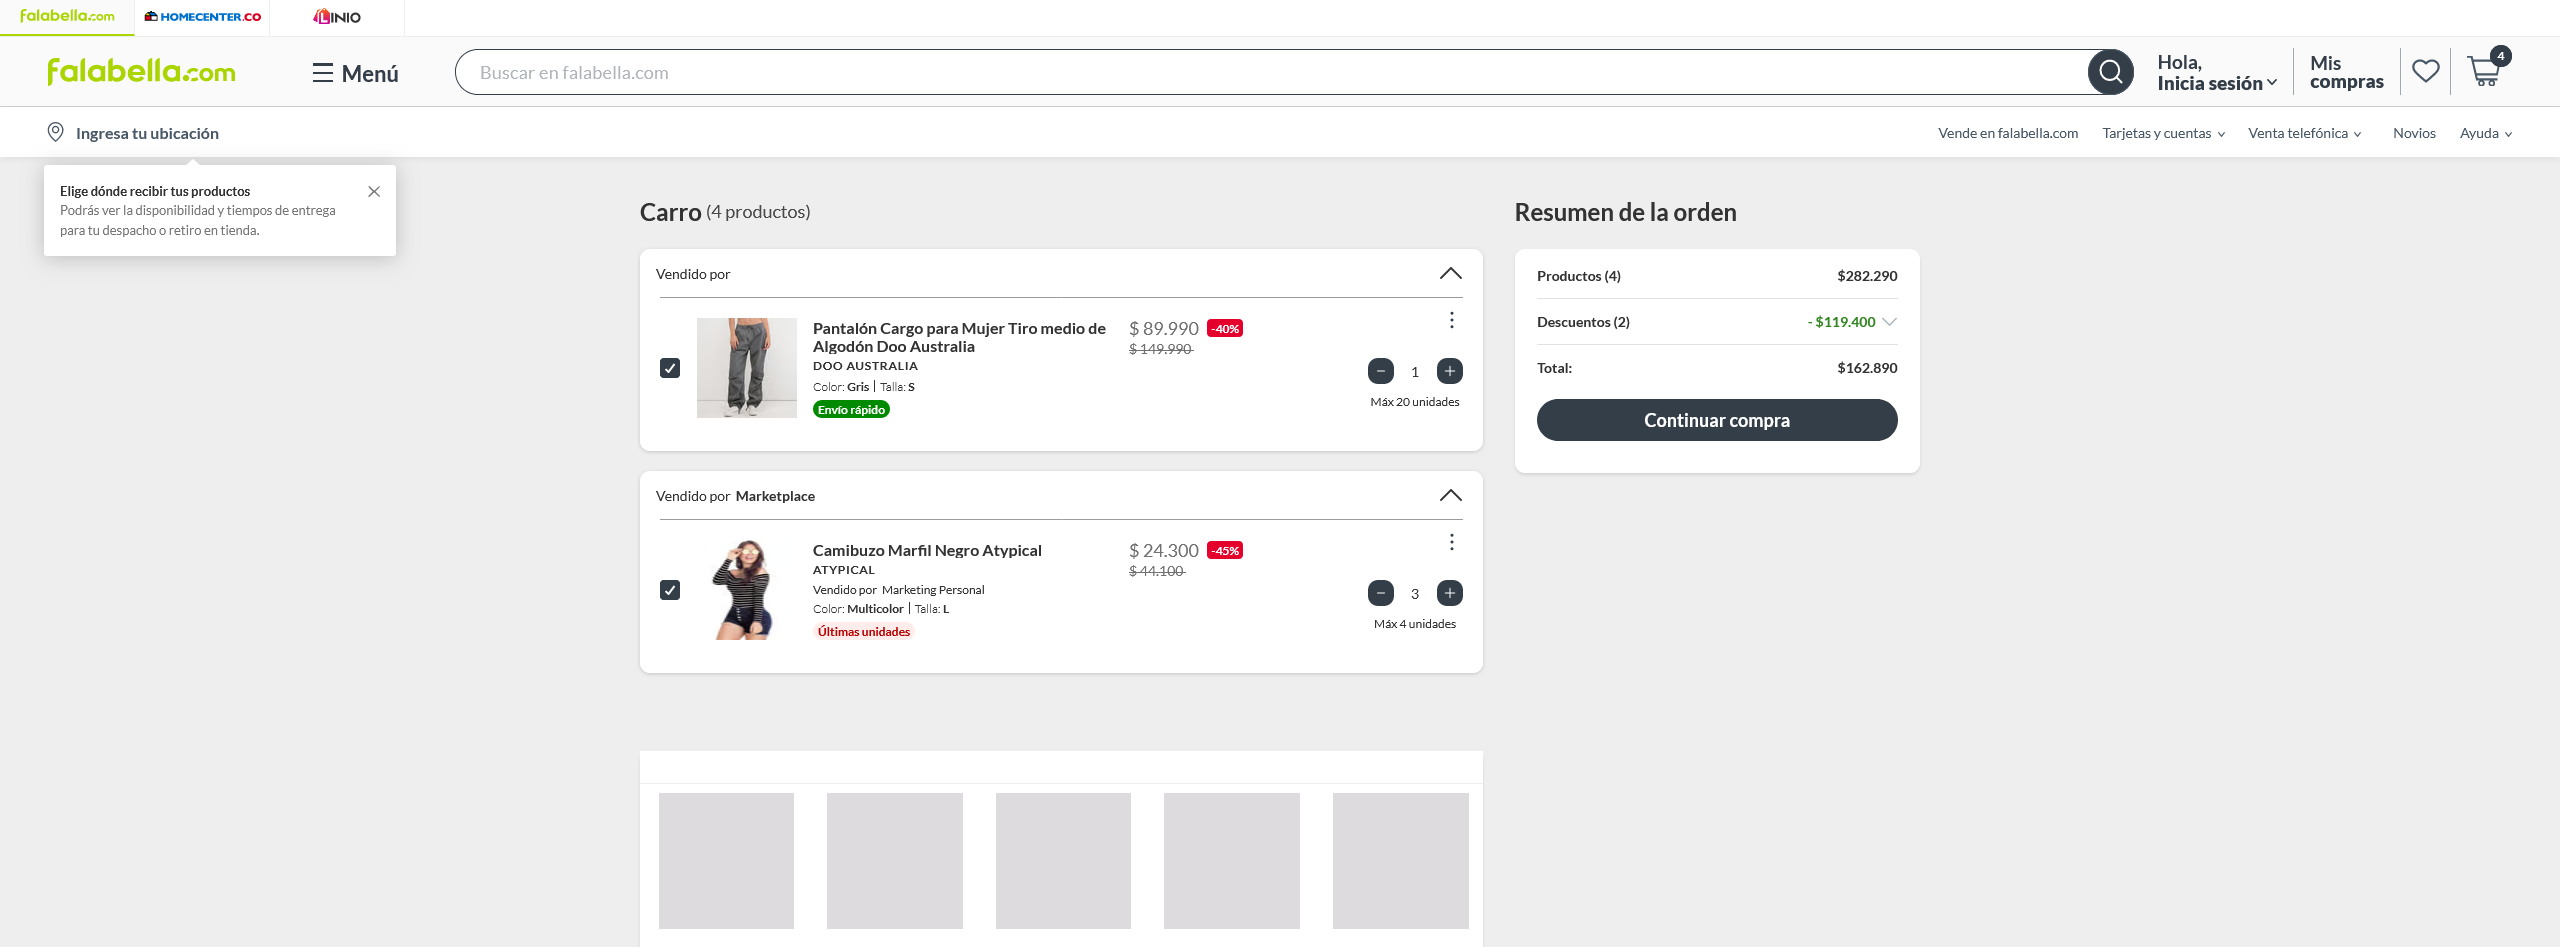 falabella.com
HOMECENTER.CO
LINIO
falabella.com
Menú
Buscar en falabella.com
Hola,
Inicia sesión
Mis
compras
4
Ingresa tu ubicación
Vende en falabella.com
Tarjetas y cuentas
Venta telefónica
Novios
Ayuda
Elige dónde recibir tus productos
Podrás ver la disponibilidad y tiempos de entrega
para tu despacho o retiro en tienda.
Carro (4 productos)
Vendido por
Pantalón Cargo para Mujer Tiro medio de
Algodón Doo Australia
DOO AUSTRALIA
Color: Gris | Talla: S
Envío rápido
$ 89.990 -40%
$ 149.990
1
Máx 20 unidades
Vendido por Marketplace
Camibuzo Marfil Negro Atypical
ATYPICAL
Vendido por Marketing Personal
Color: Multicolor | Talla: L
Últimas unidades
$ 24.300 -45%
$ 44.100
3
Máx 4 unidades
Resumen de la orden
Productos (4) $282.290
Descuentos (2) - $119.400
Total: $162.890
Continuar compra